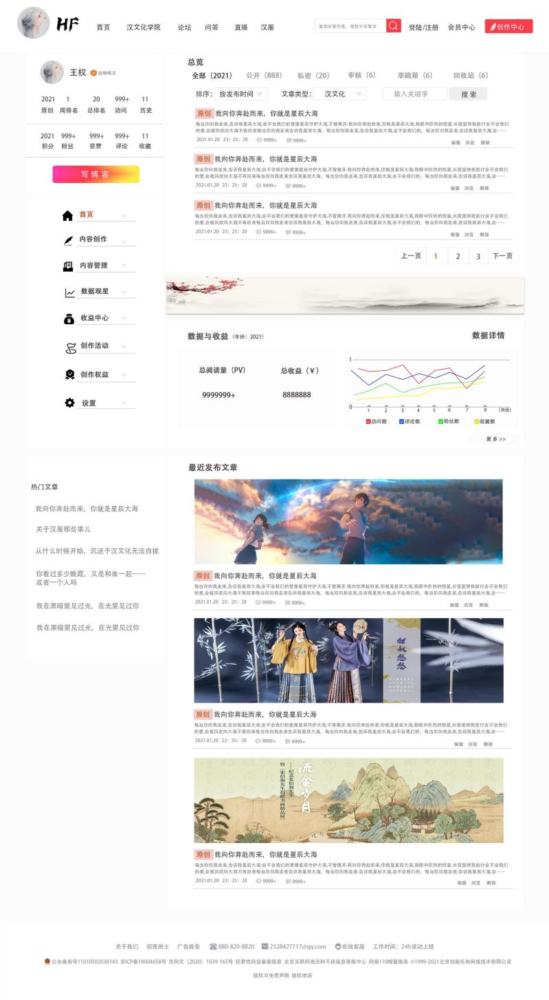 HF
首页 汉文化学院 论坛 问答 直播 汉服
着我华夏衣裳，观我千年繁华
登陆/注册 会员中心 创作中心
王权 金牌博主
2021 1 20 999+ 11
原创 周排名 总排名 访问 历史
2021 999+ 999+ 999+ 11
积分 粉丝 获赞 评论 收藏
写博客
首页
内容创作
内容管理
数据观星
收益中心
创作活动
创作权益
设置
热门文章
我向你奔赴而来，你就是星辰大海
关于汉服那些事儿
从什么时候开始，沉迷于汉文化无法自拔
你看过多少晚霞，又是和谁一起······
或者一个人吗
我在黑暗里见过光，在光里见过你
我在黑暗里见过光，在光里见过你
总览
全部（2021） 公开（888） 私密（20） 审核（6） 草稿箱（6） 回收站（6）
排序： 按发布时间 文章类型： 汉文化 输入关键字 搜 索
原创 我向你奔赴而来，你就是星辰大海
每当你向我走来,告诉我星辰大海,会不会我们的爱像星辰守护大海,不曾离开.我向你奔赴而来,你就是星辰大海,我眼中炽热的恒星,长夜里照我前行会不会我们
的爱,会被风吹向大海不再回来每当你向我走来告诉我星辰大海，每当你向我走来,告诉我星辰大海,会不会我们的，每当你向我走来,告诉我星辰大海,会······
2021.01.20 23：25：20 9999+ 9999+
编辑 浏览 删除
原创 我向你奔赴而来，你就是星辰大海
每当你向我走来,告诉我星辰大海,会不会我们的爱像星辰守护大海,不曾离开.我向你奔赴而来,你就是星辰大海,我眼中炽热的恒星,长夜里照我前行会不会我们
的爱,会被风吹向大海不再回来每当你向我走来告诉我星辰大海，每当你向我走来,告诉我星辰大海,会不会我们的，每当你向我走来,告诉我星辰大海,会······
2021.01.20 23：25：20 9999+ 9999+
编辑 浏览 删除
原创 我向你奔赴而来，你就是星辰大海
每当你向我走来,告诉我星辰大海,会不会我们的爱像星辰守护大海,不曾离开.我向你奔赴而来,你就是星辰大海,我眼中炽热的恒星,长夜里照我前行会不会我们
的爱,会被风吹向大海不再回来每当你向我走来告诉我星辰大海，每当你向我走来,告诉我星辰大海,会不会我们的，每当你向我走来,告诉我星辰大海,会······
2021.01.20 23：25：20 9999+ 9999+
编辑 浏览 删除
上一页 1 2 3 下一页
数据与收益（年份：2021） 数据详情
总阅读量（PV） 总收益（￥）
9999999+ 8888888
1
0
1 2 3 4 5 6 7 8 （月份）
访问数 评论数 粉丝数 收藏数
更多>>
最近发布文章
原创 我向你奔赴而来，你就是星辰大海
每当你向我走来,告诉我星辰大海,会不会我们的爱像星辰守护大海,不曾离开.我向你奔赴而来,你就是星辰大海,我眼中炽热的恒星,长夜里照我前行会不会我们
的爱,会被风吹向大海不再回来每当你向我走来告诉我星辰大海，每当你向我走来,告诉我星辰大海,会不会我们的，每当你向我走来,告诉我星辰大海,会······
2021.01.20 23：25：20 9999+ 9999+
编辑 浏览 删除
狸奴悠悠
原创 我向你奔赴而来，你就是星辰大海
每当你向我走来,告诉我星辰大海,会不会我们的爱像星辰守护大海,不曾离开.我向你奔赴而来,你就是星辰大海,我眼中炽热的恒星,长夜里照我前行会不会我们
的爱,会被风吹向大海不再回来每当你向我走来告诉我星辰大海，每当你向我走来,告诉我星辰大海,会不会我们的，每当你向我走来,告诉我星辰大海,会······
2021.01.20 23：25：20 9999+ 9999+
编辑 浏览 删除
流金岁月
——纪念张伯驹先生
暨《张伯驹先生捐献书画精品展》
原创 我向你奔赴而来，你就是星辰大海
每当你向我走来,告诉我星辰大海,会不会我们的爱像星辰守护大海,不曾离开.我向你奔赴而来,你就是星辰大海,我眼中炽热的恒星,长夜里照我前行会不会我们
的爱,会被风吹向大海不再回来每当你向我走来告诉我星辰大海，每当你向我走来,告诉我星辰大海,会不会我们的，每当你向我走来,告诉我星辰大海,会······
2021.01.20 23：25：20 9999+ 9999+
编辑 浏览 删除
关于我们 招贤纳士 广告服务 880-820-8820 2528427717@qq.com 在线客服 工作时间：24h滚动上班
公安备案号11010502030143 京ICP备19004658号 京网文〔2020〕1039-165号 经营性网站备案信息 北京互联网违法和不良信息举报中心 网络110报警服务 ©1999-2021北京创新乐知网络技术有限公司
版权与免责声明 版权申诉